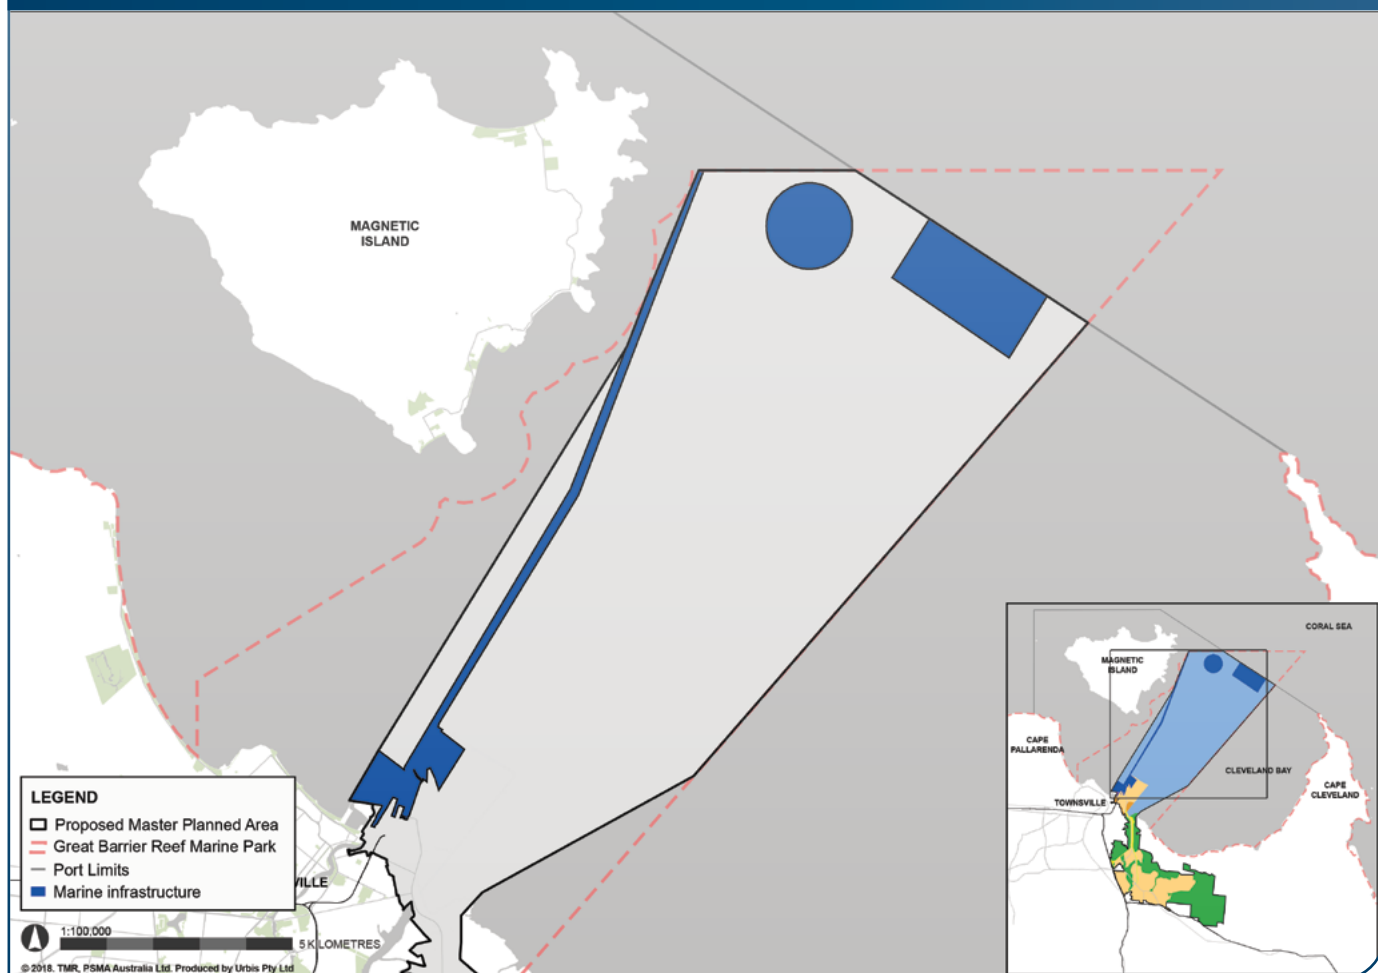 MAGNETIC
ISLAND
CORAL SEA
MAGNETIC
ISLAND
CAPE
PALLARENDA
CLEVELAND BAY
CAPE
CLEVELAND
TOWNSVILLE
LEGEND
Proposed Master Planned Area
Great Barrier Reef Marine Park
Port Limits
Marine infrastructure
VILLE
1:100,000
5 KILOMETRES
© 2018. TMR, PSMA Australia Ltd. Produced by Urbis Pty Ltd